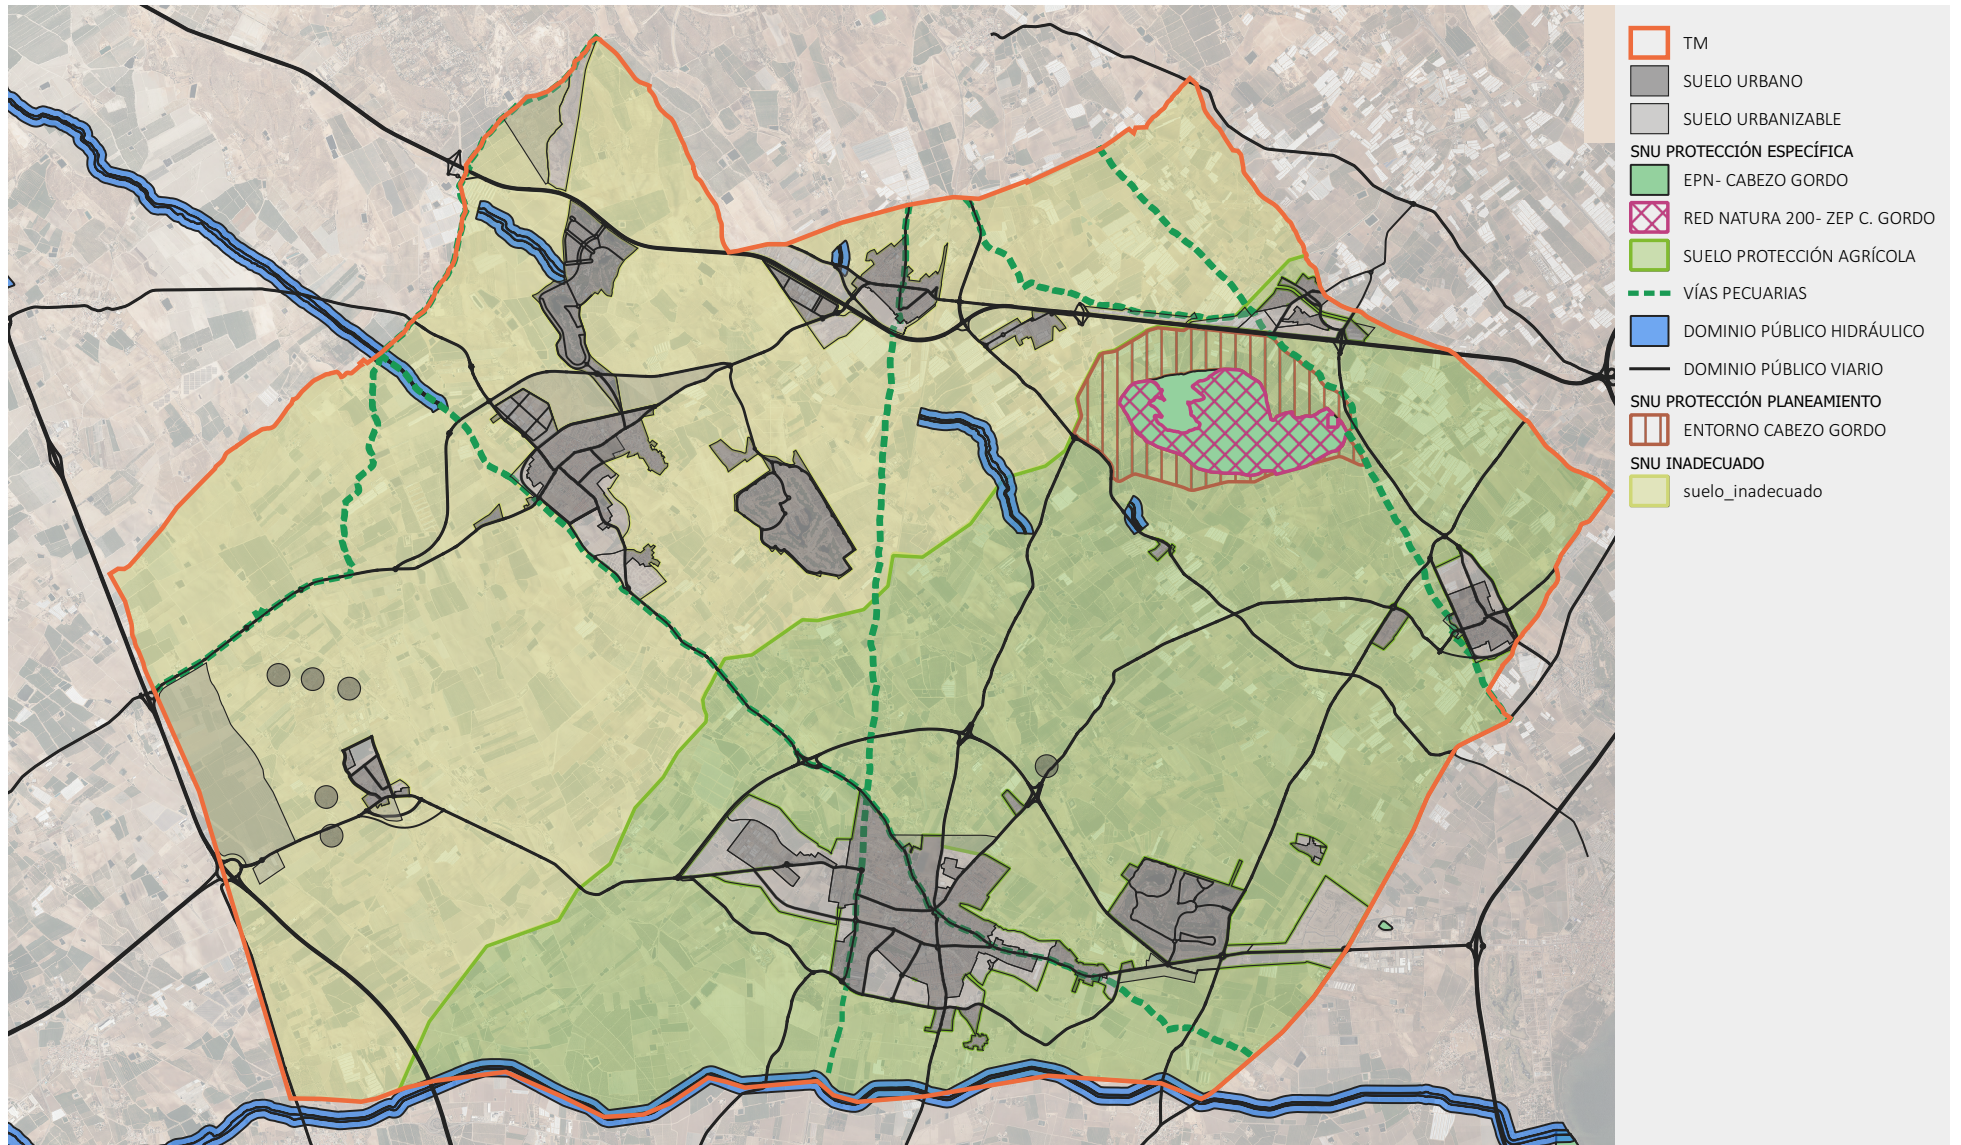 TM
SUELO URBANO
SUELO URBANIZABLE
SNU PROTECCIÓN ESPECÍFICA
EPN- CABEZO GORDO
RED NATURA 200- ZEP C. GORDO
SUELO PROTECCIÓN AGRÍCOLA
VÍAS PECUARIAS
DOMINIO PÚBLICO HIDRÁULICO
DOMINIO PÚBLICO VIARIO
SNU PROTECCIÓN PLANEAMIENTO
ENTORNO CABEZO GORDO
SNU INADECUADO
suelo_inadecuado